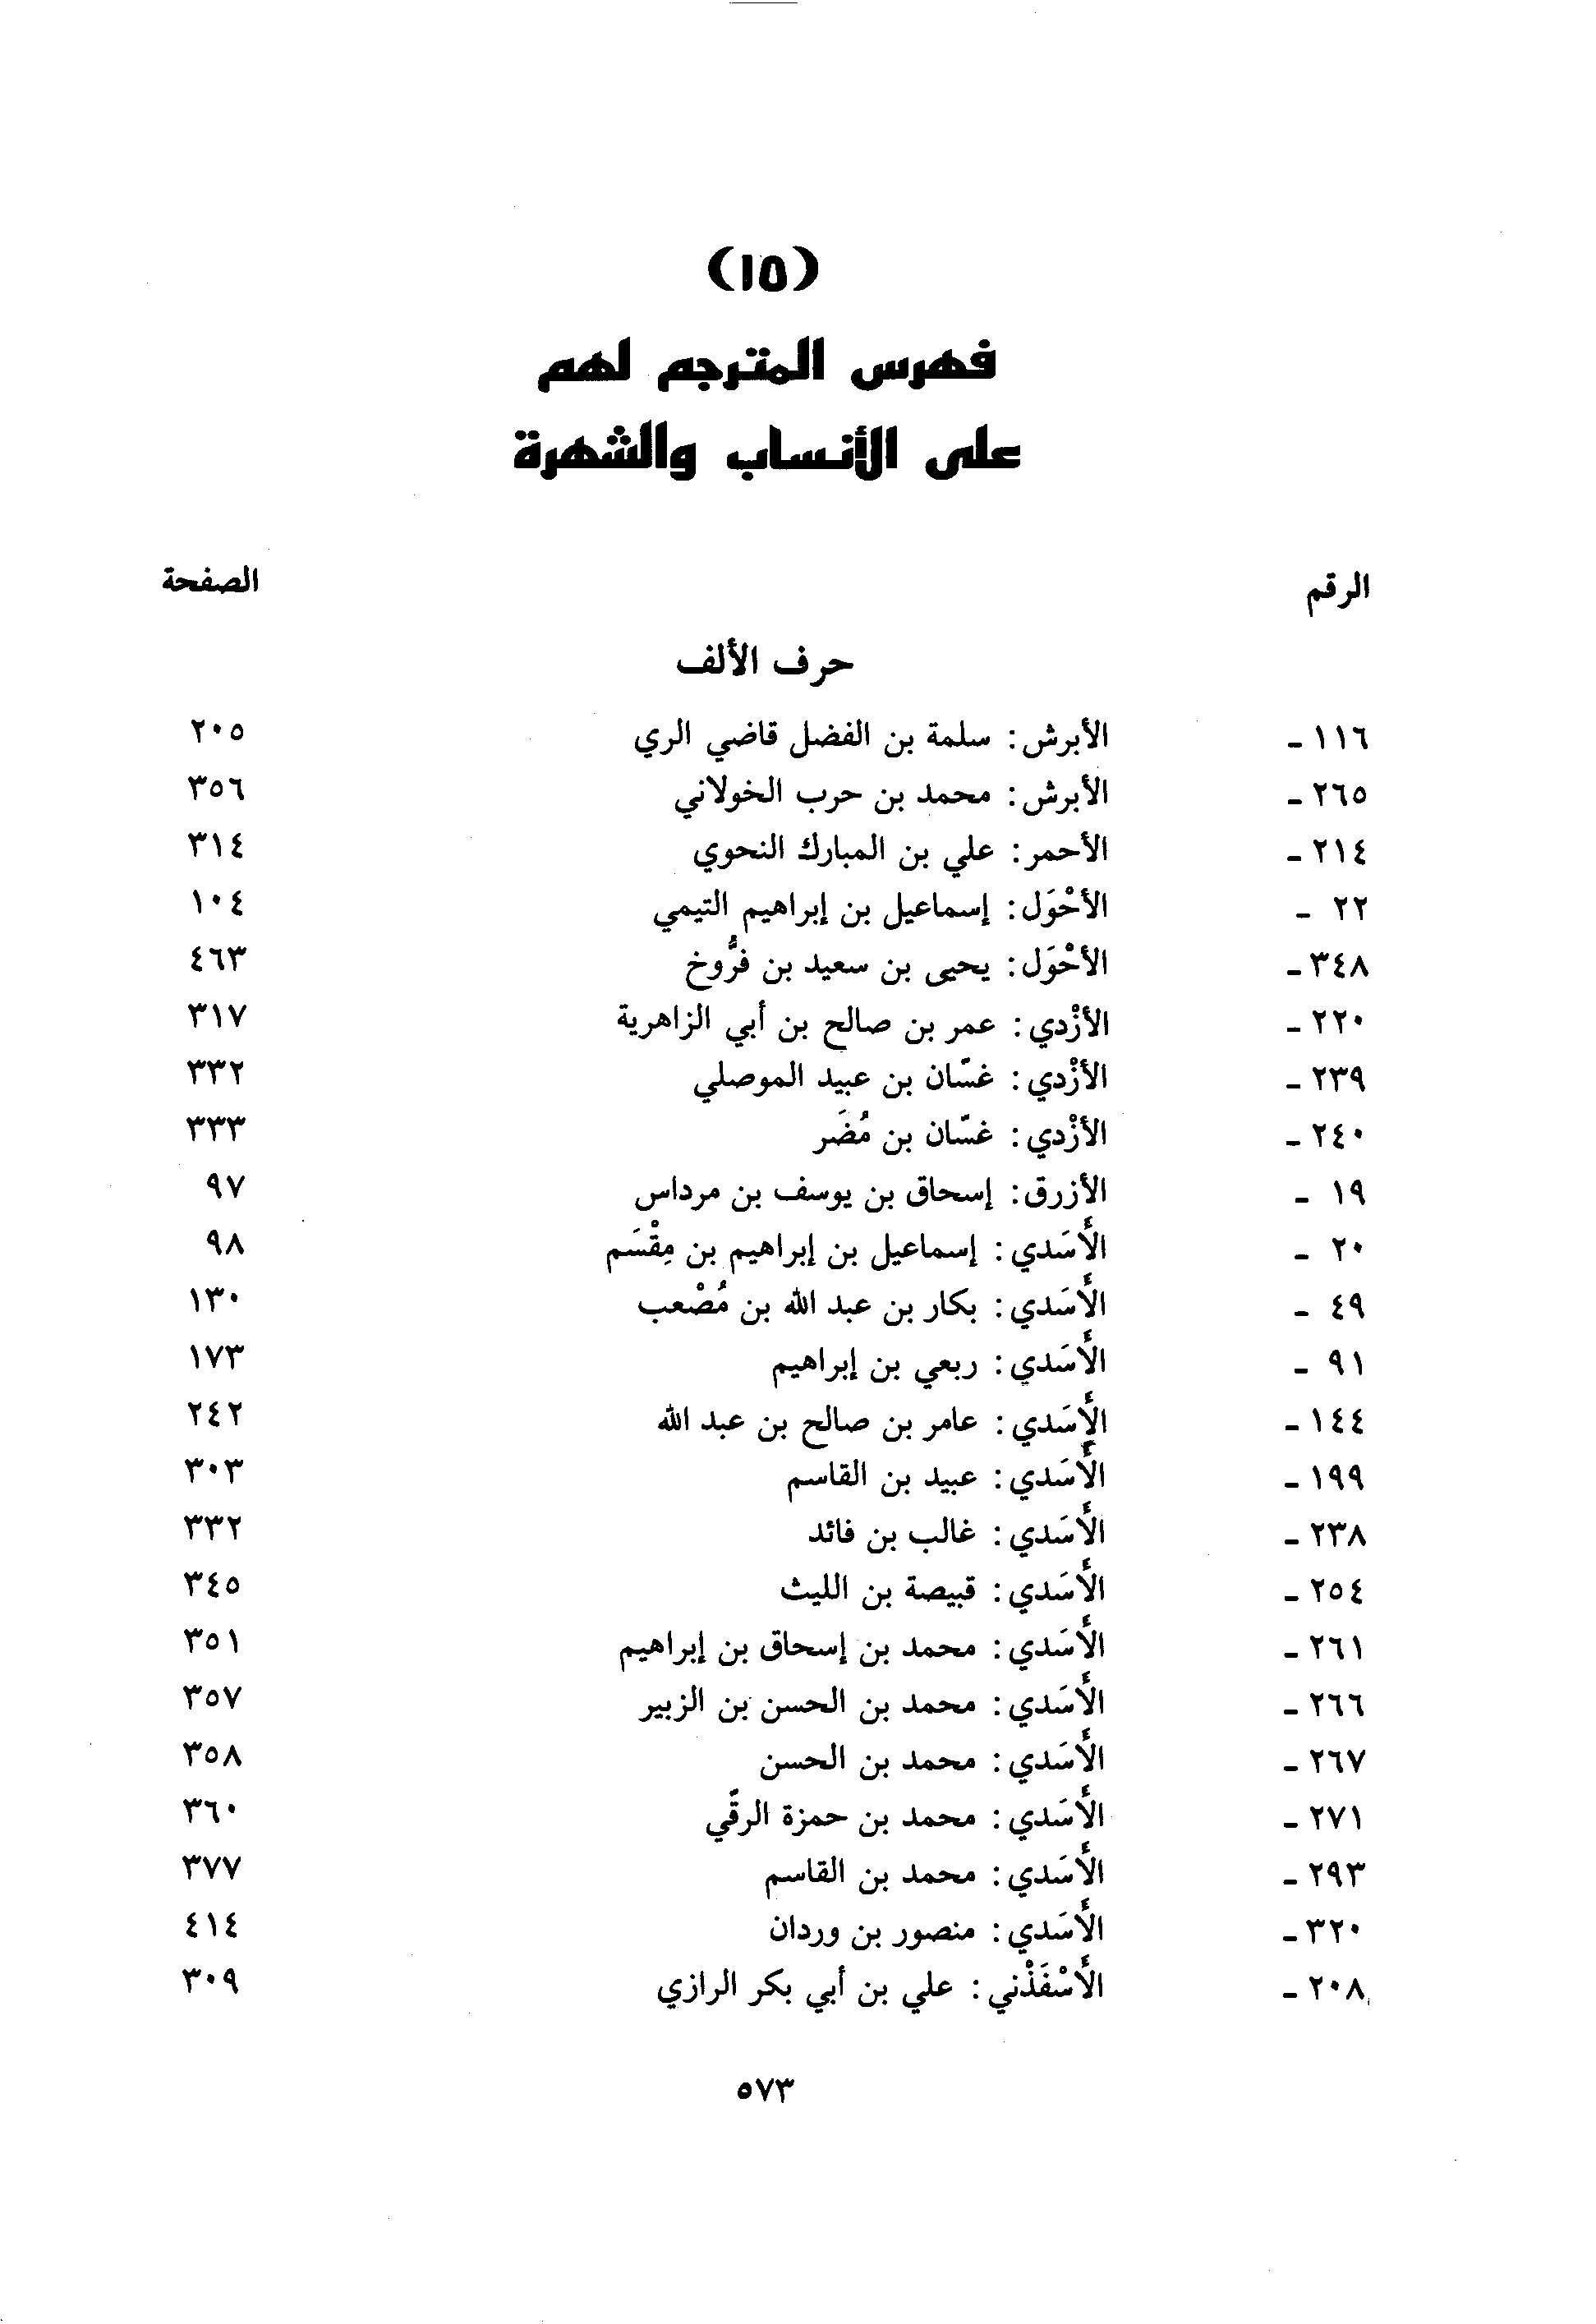 (١٥)
فهرس المترجم لهم
على الأنساب والشهرة
الرقم الصفحة
حرف الألف
١١٦ - الأبرش: سلمة بن الفضل قاضي الري ٢٠٥
٢٦٥ - الأبرش: محمد بن حرب الخولاني ٣٥٦
٢١٤ - الأحمر: علي بن المبارك النحوي ٣١٤
٢٢ - الأحْوَل: إسماعيل بن إبراهيم التيمي ١٠٤
٣٤٨ - الأحْوَل: يحيى بن سعيد بن فرُّوخ ٤٦٣
٢٢٠ - الأزْدي: عمر بن صالح بن أبي الزاهرية ٣١٧
٢٣٩ - الأزْدي: غسّان بن عبيد الموصلي ٣٣٢
٢٤٠ - الأزْدي: غسّان بن مُضَر ٣٣٣
١٩ - الأزرق: إسحاق بن يوسف بن مرداس ٩٧
٢٠ - الأَسَدي: إسماعيل بن إبراهيم بن مِقْسَم ٩٨
٤٩ - الأَسَدي: بكار بن عبد الله بن مُصْعب ١٣٠
٩١ - الأَسَدي: ربعي بن إبراهيم ١٧٣
١٤٤ - الأَسَدي: عامر بن صالح بن عبد الله ٢٤٢
١٩٩ - الأَسَدي: عبيد بن القاسم ٣٠٣
٢٣٨ - الأَسَدي: غالب بن فائد ٣٣٢
٢٥٤ - الأَسَدي: قبيصة بن الليث ٣٤٥
٢٦١ - الأَسَدي: محمد بن إسحاق بن إبراهيم ٣٥١
٢٦٦ - الأَسَدي: محمد بن الحسن بن الزبير ٣٥٧
٢٦٧ - الأَسَدي: محمد بن الحسن ٣٥٨
٢٧١ - الأَسَدي: محمد بن حمزة الرقّي ٣٦٠
٢٩٣ - الأَسَدي: محمد بن القاسم ٣٧٧
٣٢٠ - الأَسَدي: منصور بن وردان ٤١٤
٢٠٨ - الأَسْفَذْني: علي بن أبي بكر الرازي ٣٠٩
٥٧٣